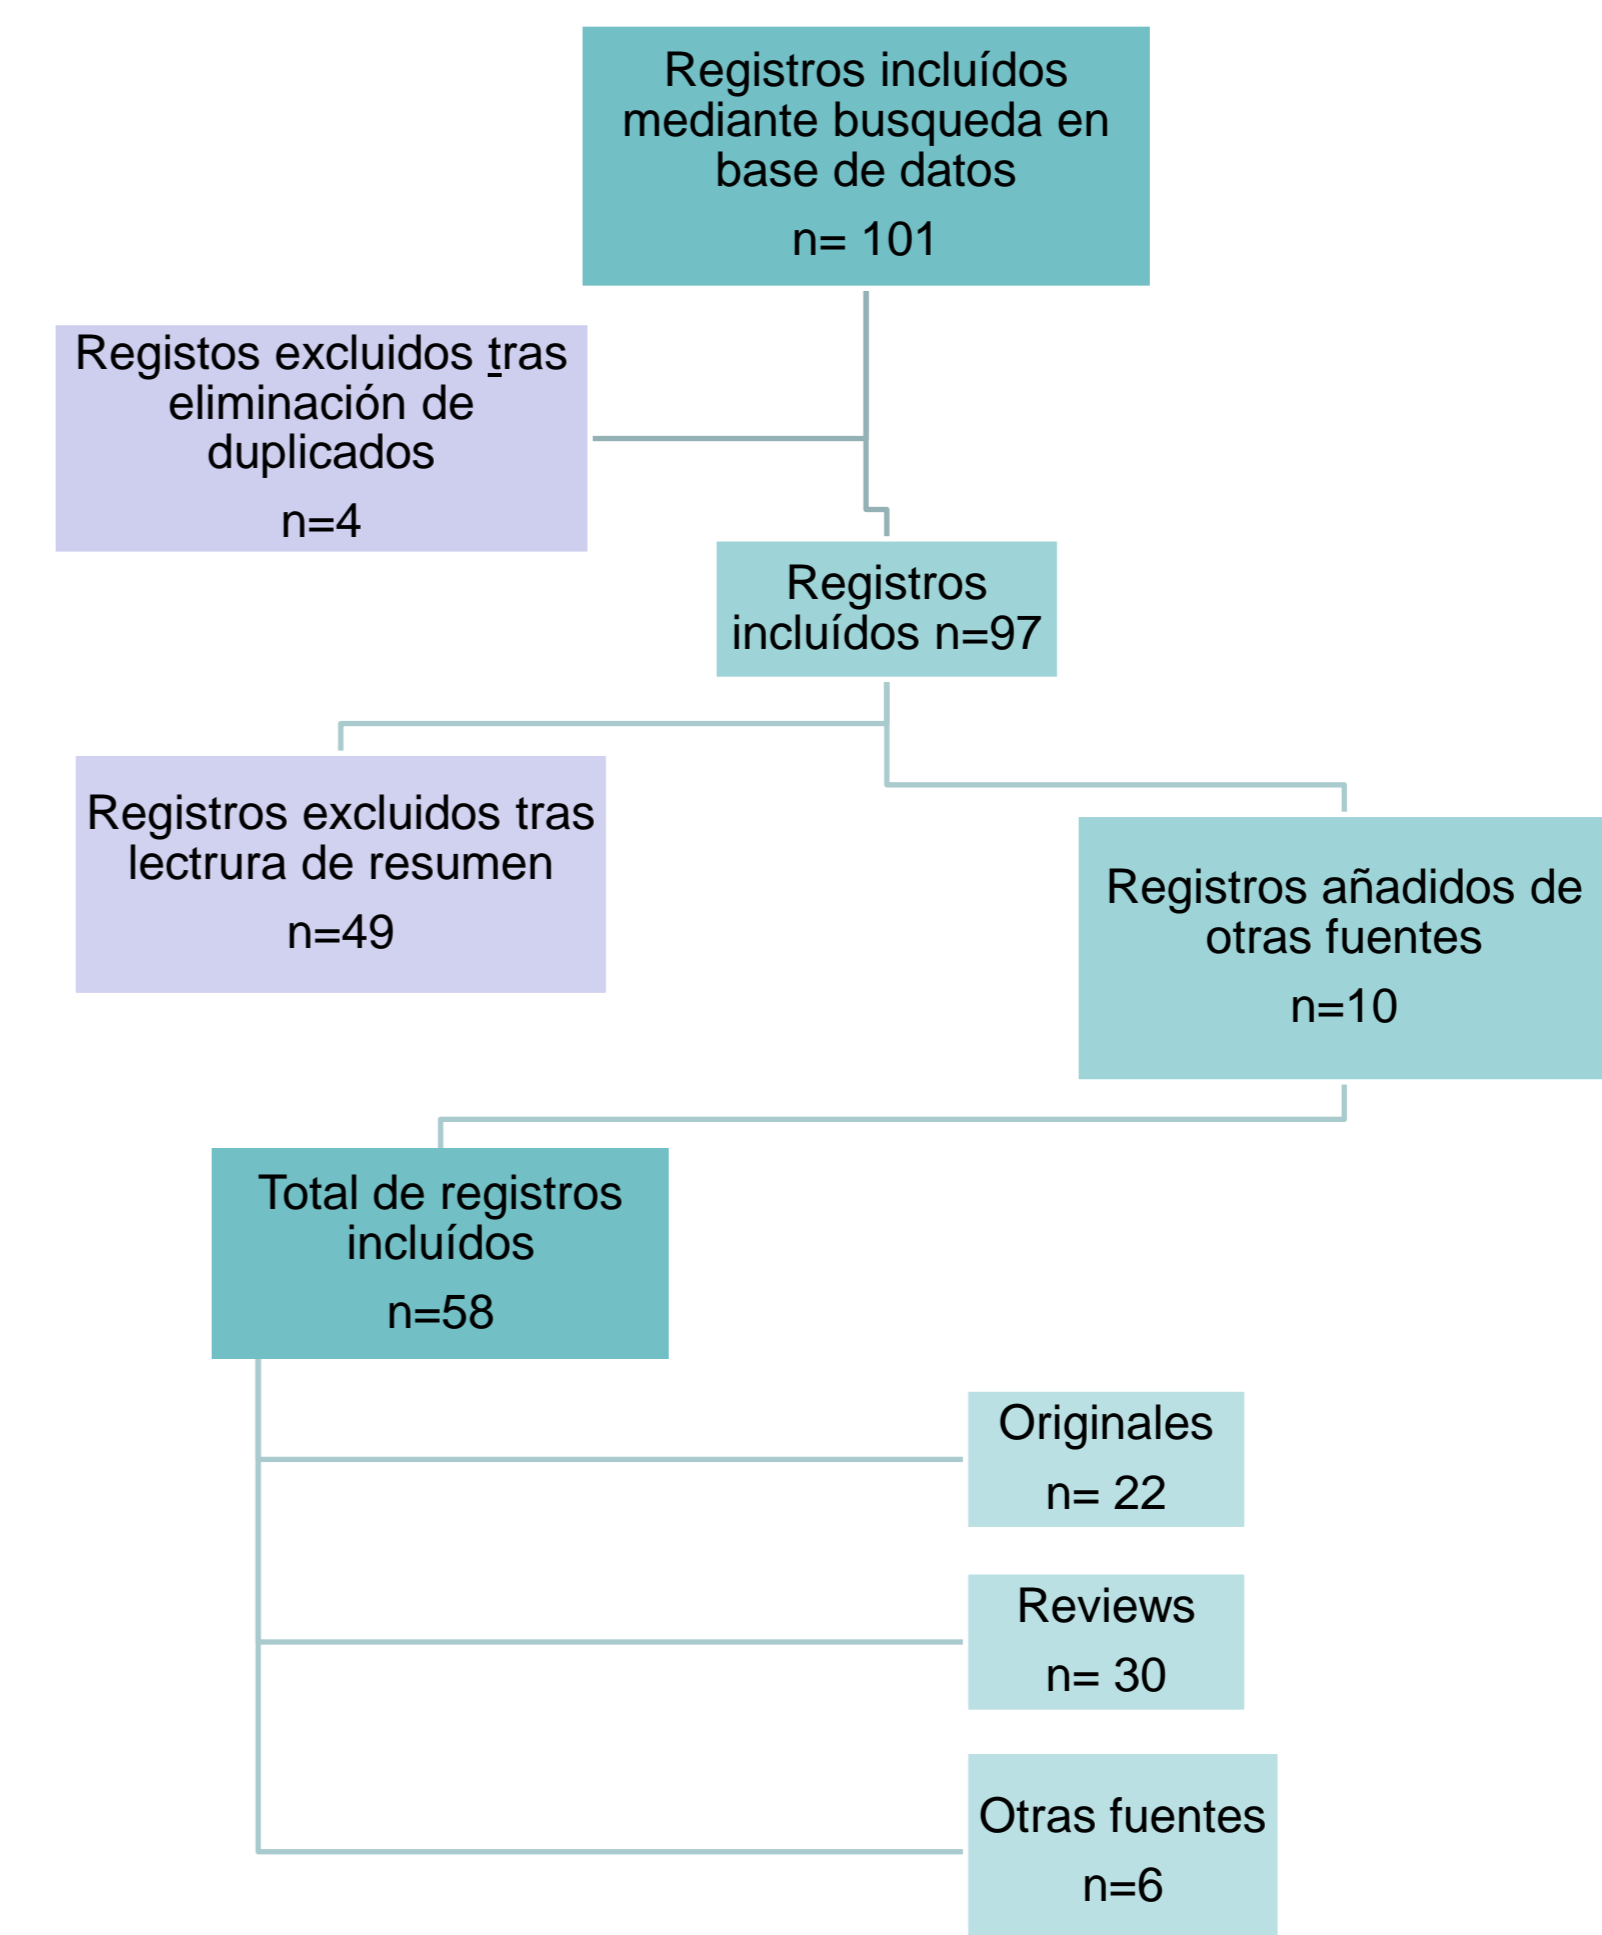 Registros incluídos
mediante busqueda en
base de datos
n= 101
Registos excluidos tras
eliminación de
duplicados
n=4
Registros
incluídos n=97
Registros excluidos tras
lectrura de resumen
n=49
Registros añadidos de
otras fuentes
n=10
Total de registros
incluídos
n=58
Originales
n= 22
Reviews
n= 30
Otras fuentes
n=6